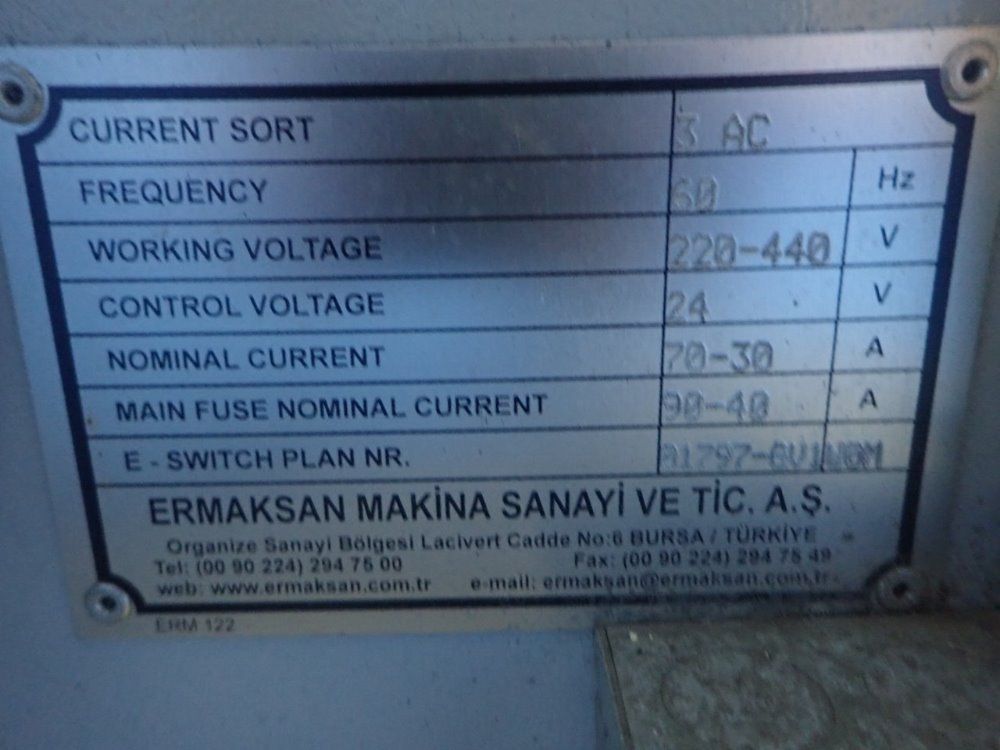 CURRENT SORT 3 AC
FREQUENCY 60 Hz
WORKING VOLTAGE 220-440 V
CONTROL VOLTAGE 24 V
NOMINAL CURRENT 70-30 A
MAIN FUSE NOMINAL CURRENT 90-40 A
E - SWITCH PLAN NR.
ERMAKSAN MAKİNA SANAYİ VE TİC. A.Ş.
Organize Sanayi Bölgesi Lacivert Cadde No:6 BURSA / TÜRKİYE
Tel: (00 90 224) 294 75 00 Fax: (00 90 224) 294 75 49
web: www.ermaksan.com.tr e-mail: ermaksan@ermaksan.com.tr
ERM 122